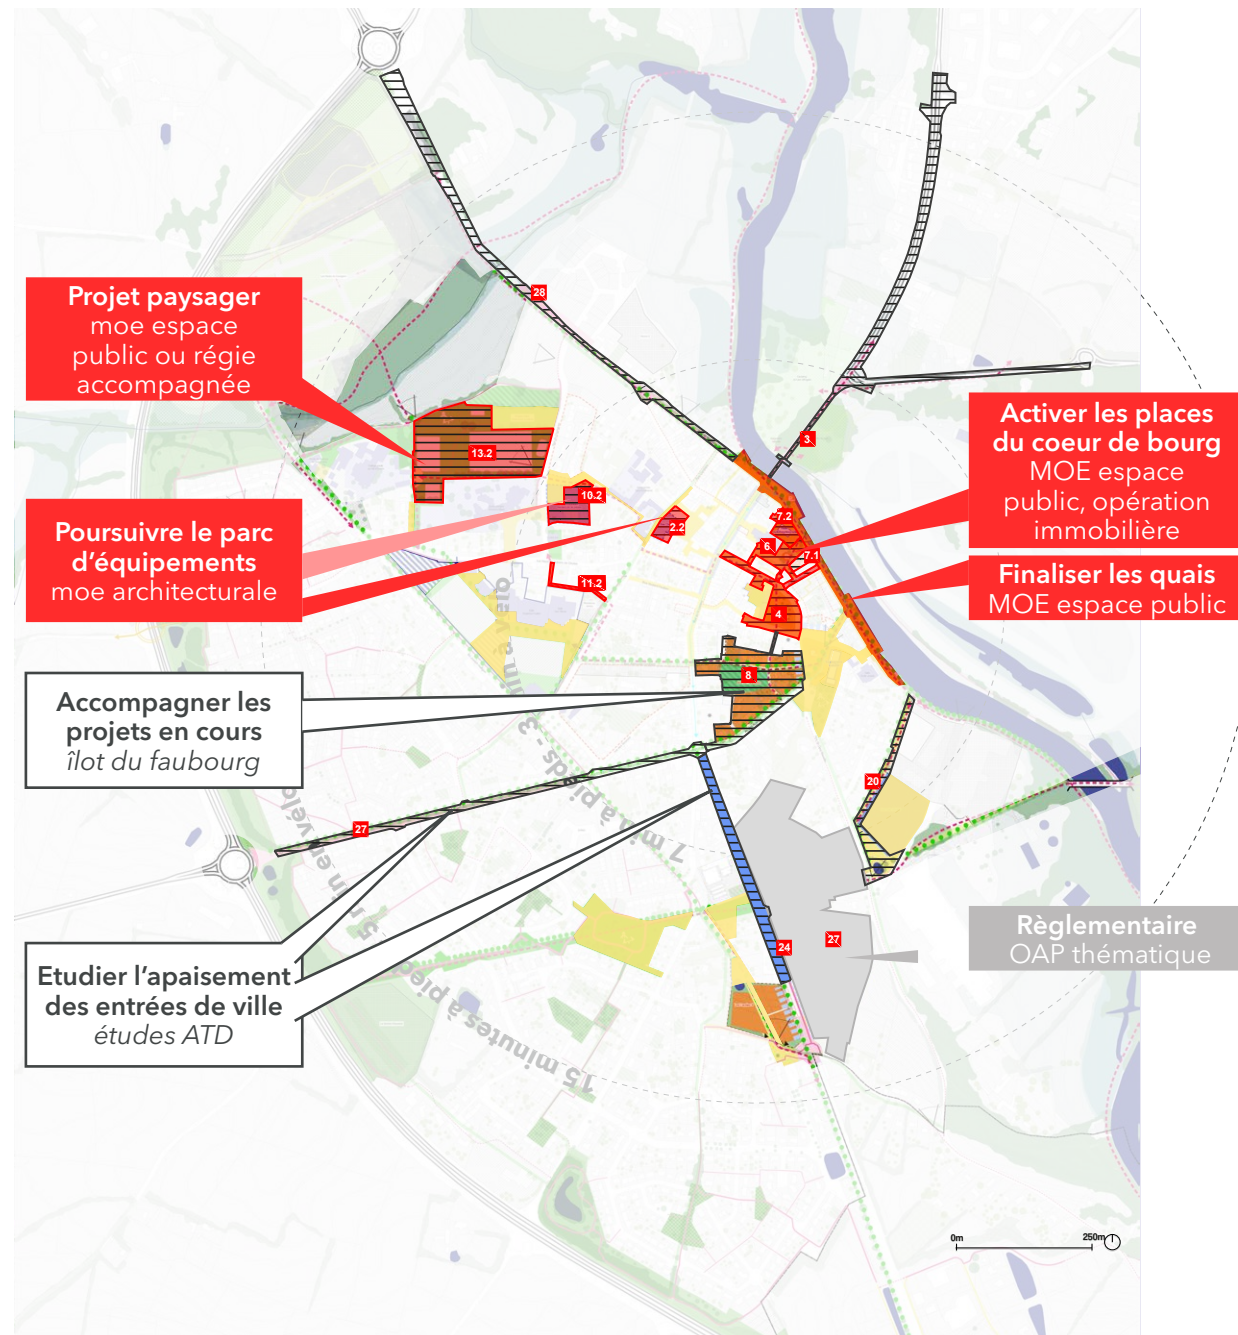 Projet paysager
moe espace
public ou régie
accompagnée
Poursuivre le parc
d’équipements
moe architecturale
Accompagner les
projets en cours
îlot du faubourg
Etudier l’apaisement
des entrées de ville
études ATD
Activer les places
du coeur de bourg
MOE espace
public, opération
immobilière
Finaliser les quais
MOE espace public
Règlementaire
OAP thématique
28
3.
13.2
10.2
2.2
7.2
6
7.1
11.2
4
8
20
27
24
27
7 min à pieds - 3 min à vélo
15 minutes à pied
5 min en vélo
0m
250m